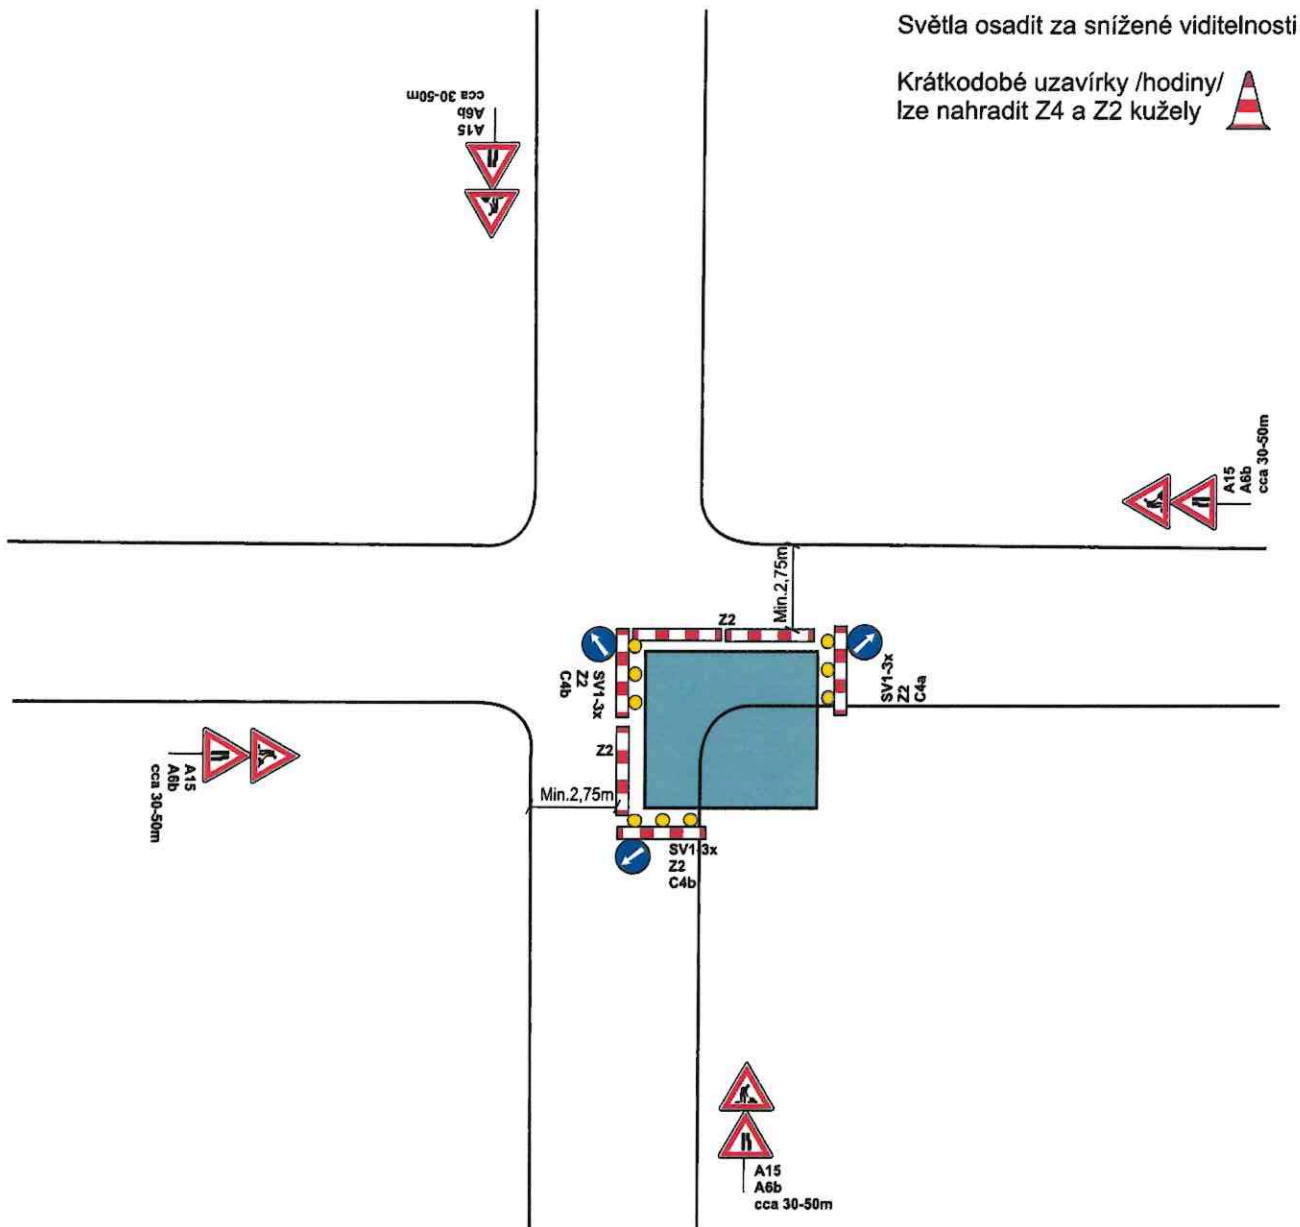 Světla osadit za snížené viditelnosti
Krátkodobé uzavírky /hodiny/
lze nahradit Z4 a Z2 kužely
A15
A6b
cca 30-50m
A15
A6b
cca 30-50m
Min.2,75m
Z2
SV1-3x
Z2
C4b
SV1-3x
Z2
C4a
Z2
Min.2,75m
A15
A6b
cca 30-50m
SV1-3x
Z2
C4b
A15
A6b
cca 30-50m